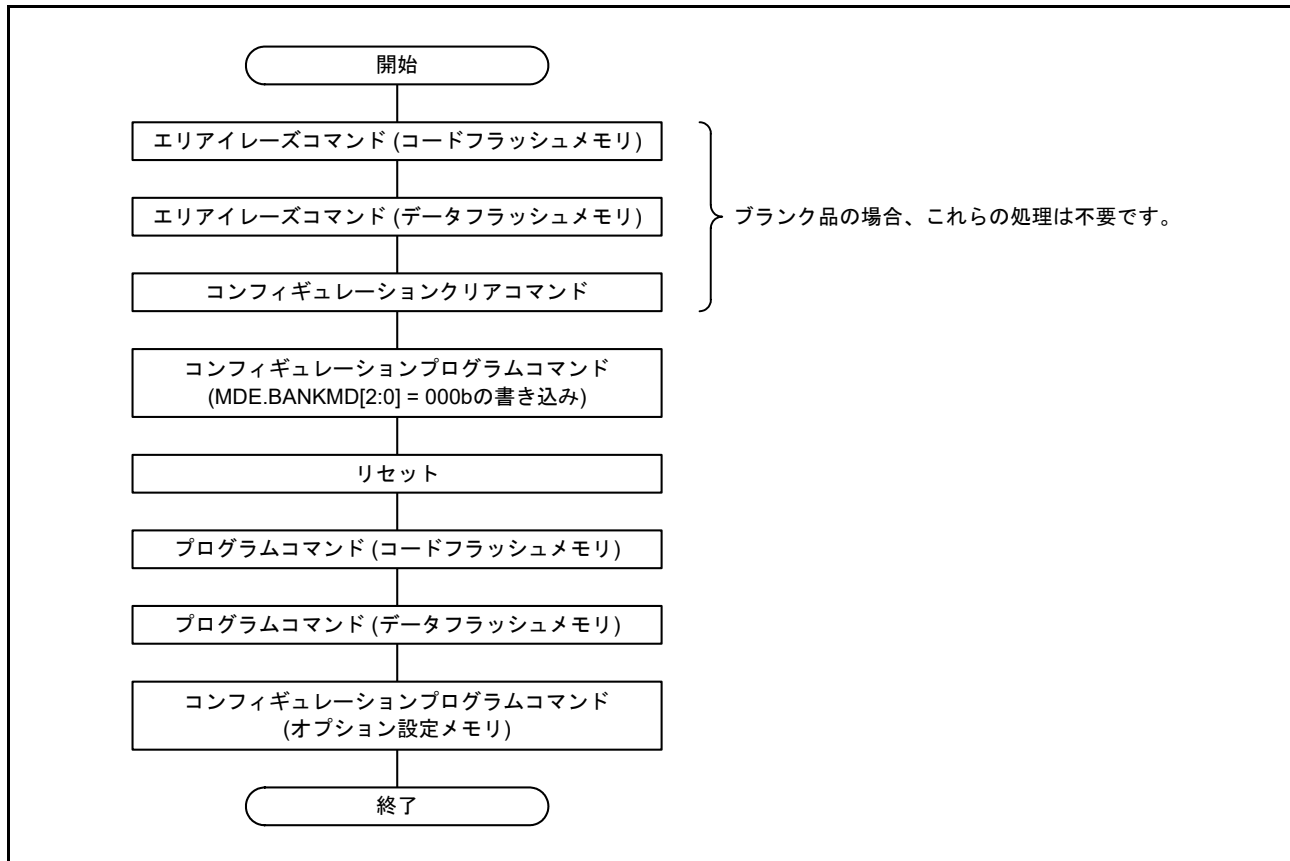 開始
エリアイレーズコマンド (コードフラッシュメモリ)
エリアイレーズコマンド (データフラッシュメモリ)
ブランク品の場合、これらの処理は不要です。
コンフィギュレーションクリアコマンド
コンフィギュレーションプログラムコマンド
(MDE.BANKMD[2:0] = 000bの書き込み)
リセット
プログラムコマンド (コードフラッシュメモリ)
プログラムコマンド (データフラッシュメモリ)
コンフィギュレーションプログラムコマンド
(オプション設定メモリ)
終了